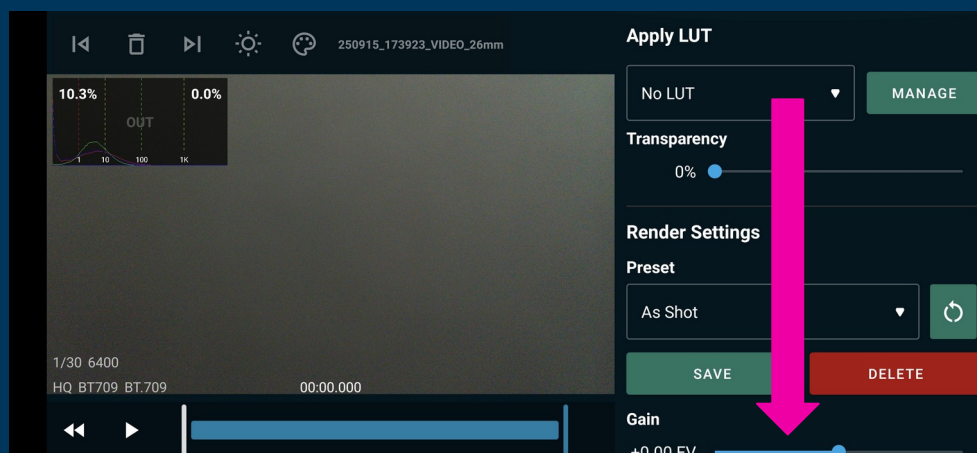 250915_173923_VIDEO_26mm
Apply LUT
10.3% 0.0%
OUT
1 10 100 1K
No LUT
MANAGE
Transparency
0%
Render Settings
Preset
As Shot
1/30 6400
HQ BT709 BT.709
00:00.000
SAVE
DELETE
Gain
+0.00 EV